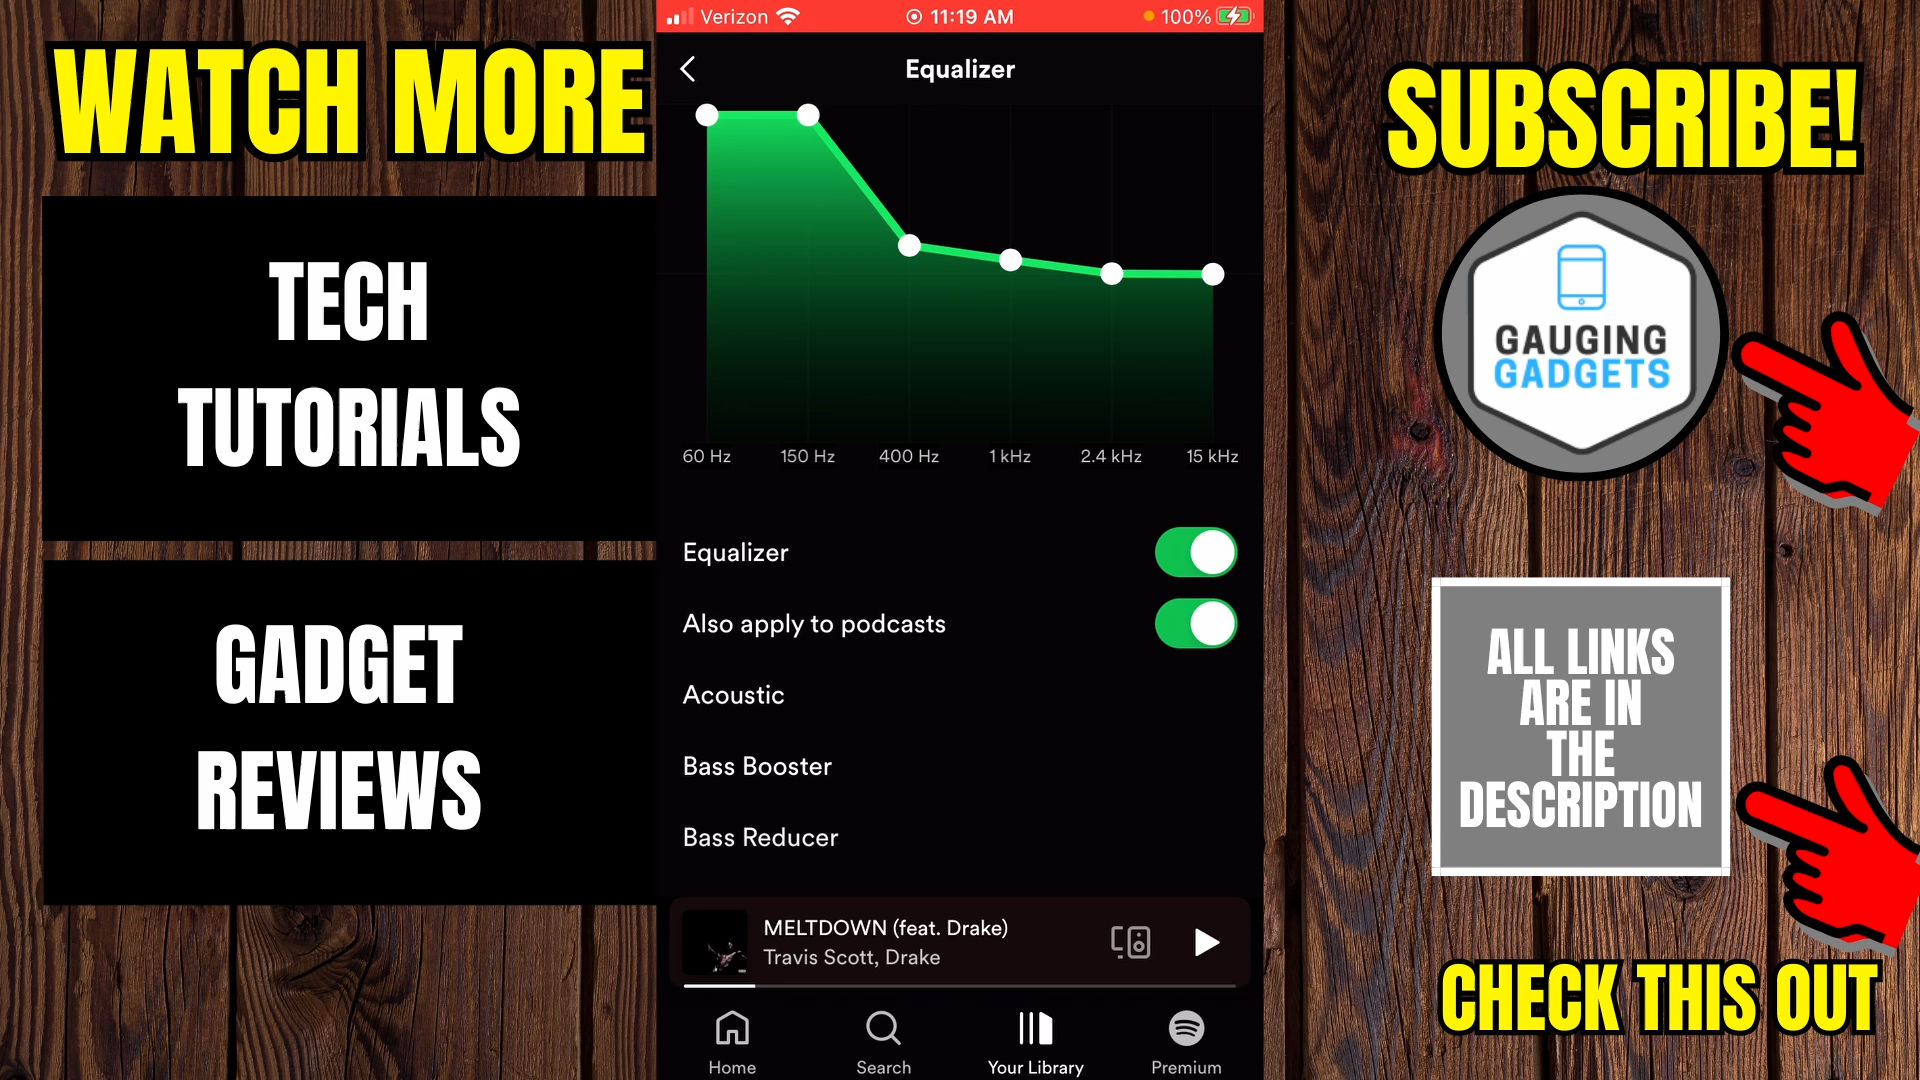 WATCH MORE
TECH
TUTORIALS
GADGET
REVIEWS
Verizon
11:19 AM
100%
Equalizer
60 Hz
150 Hz
400 Hz
1 kHz
2.4 kHz
15 kHz
Equalizer
Also apply to podcasts
Acoustic
Bass Booster
Bass Reducer
MELTDOWN (feat. Drake)
Travis Scott, Drake
Home
Search
Your Library
Premium
SUBSCRIBE!
GAUGING
GADGETS
ALL LINKS
ARE IN
THE
DESCRIPTION
CHECK THIS OUT